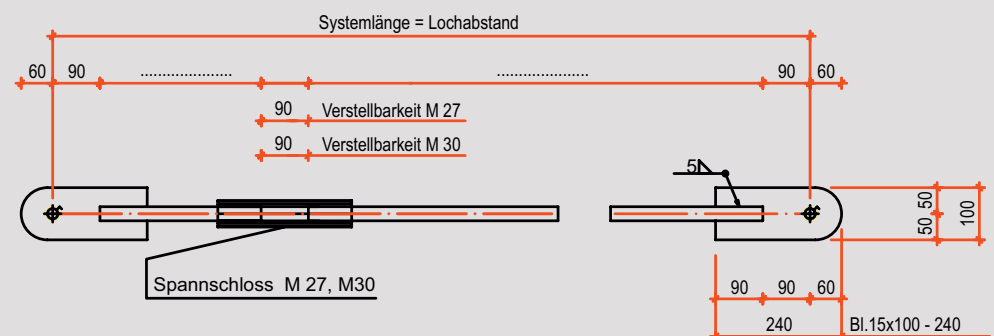 Systemlänge = Lochabstand
60 90 ..................... ..................... 90 60
90 Verstellbarkeit M 27
90 Verstellbarkeit M 30
5
50 50
100
Spannschloss M 27, M30
90 90 60
240 Bl.15x100 - 240